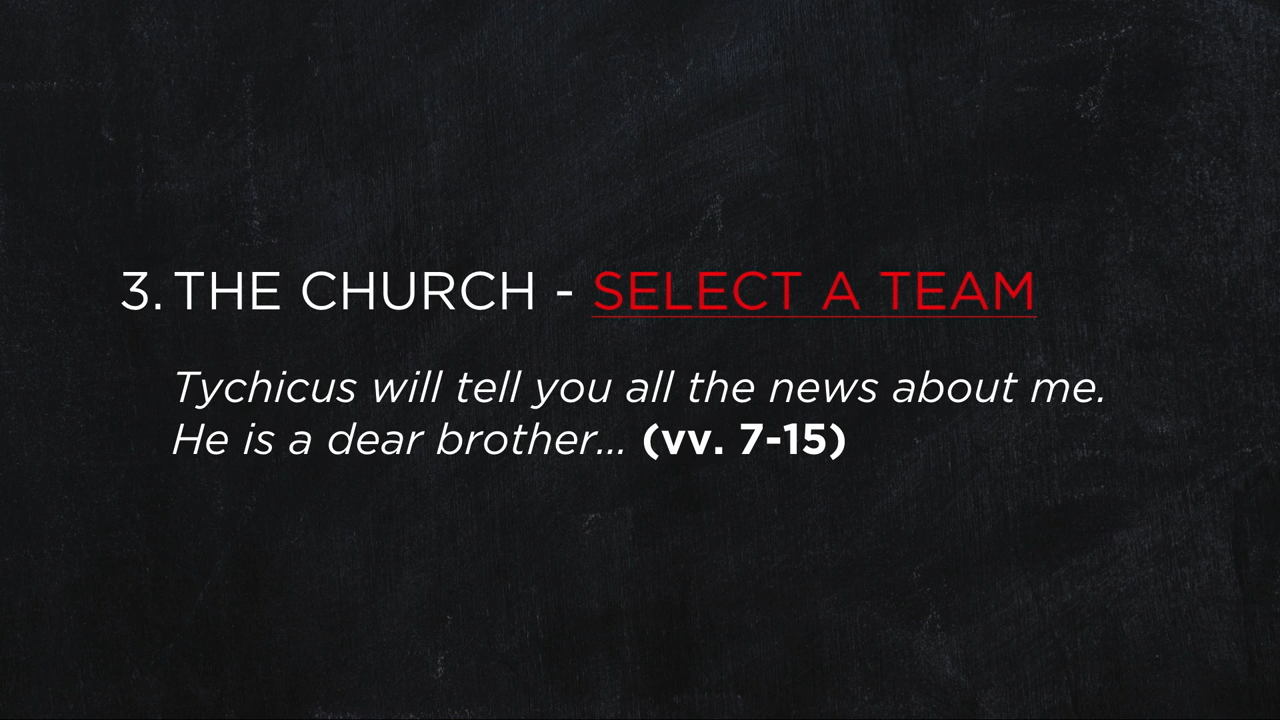 3. THE CHURCH - SELECT A TEAM
Tychicus will tell you all the news about me.
He is a dear brother... (vv. 7-15)